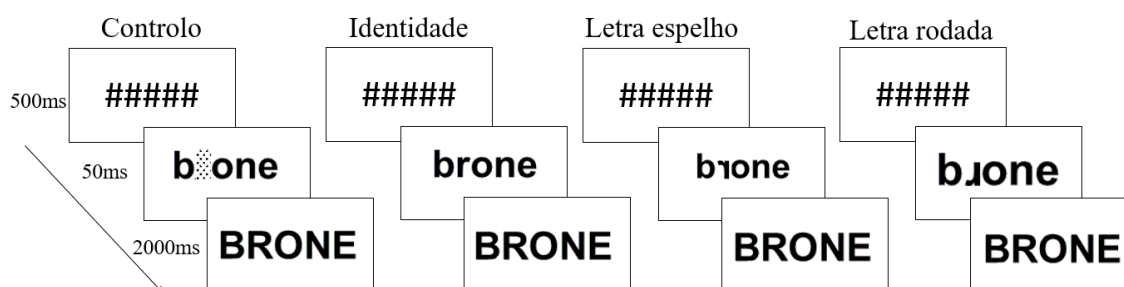 Controlo Identidade Letra espelho Letra rodada
500ms ##### ##### ##### #####
50ms b one brone bɿone bɹone
2000ms BRONE BRONE BRONE BRONE